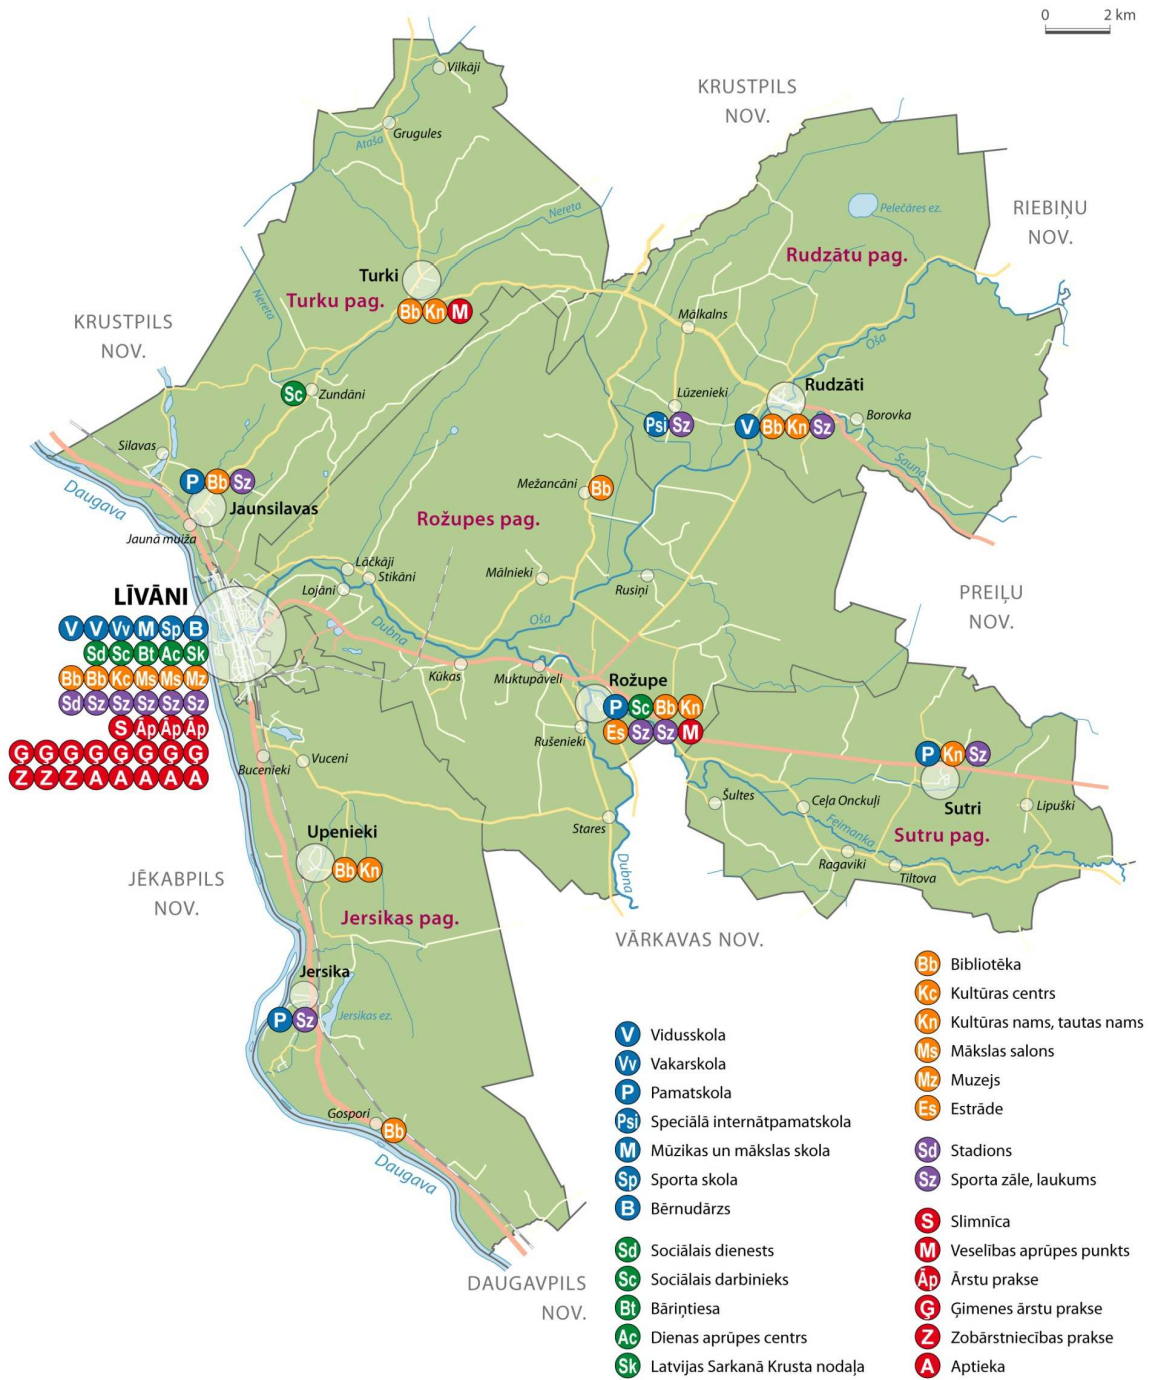 0 2 km
Vilkāji
KRUSTPILS
NOV.
Grugules
Ataša
Pelečāres ez.
RIEBIŅU
NOV.
Nereta
Rudzātu pag.
Turki
Turku pag.
Nereta
Bb Kn M
Mālkalns
KRUSTPILS
NOV.
Oša
Rudzāti
Sc
Zundāni
Lūzenieki
Borovka
Psi Sz
V Bb Kn Sz
Silavas
Sauna
P Bb Sz
Mežancāni
Bb
Daugava
Jaunsilavas
Rožupes pag.
Jaunā muiža
Lāčkāji
Stikāni
Mālnieki
Lojāni
Rusiņi
PREIĻU
NOV.
LĪVĀNI
V V Vv M Sp B
Sd Sc Bt Ac Sk
Bb Bb Kc Ms Ms Mz
Sd Sz Sz Sz Sz Sz
S Āp Āp Āp
Ģ Ģ Ģ Ģ Ģ Ģ Ģ Ģ
Z Z Z A A A A A
Oša
Dubna
Kūkas
Muktupāveli
Rožupe
P Sc Bb Kn
Es Sz Sz M
Rušenieki
P Kn Sz
Bucenieki
Vuceni
Šultes
Ceļa Onckuļi
Sutri
Lipuški
Stares
Feimanka
Sutru pag.
Upenieki
Bb Kn
Ragaviki
Tiltova
Dubna
JĒKABPILS
NOV.
Jersikas pag.
VĀRKAVAS NOV.
Jersika
P Sz
Jersikas ez.
Gospori
Bb
Daugava
DAUGAVPILS
NOV.
V Vidusskola
Vv Vakarskola
P Pamatskola
Psi Speciālā internātpamatskola
M Mūzikas un mākslas skola
Sp Sporta skola
B Bērnudārzs
Sd Sociālais dienests
Sc Sociālais darbinieks
Bt Bāriņtiesa
Ac Dienas aprūpes centrs
Sk Latvijas Sarkanā Krusta nodaļa
Bb Bibliotēka
Kc Kultūras centrs
Kn Kultūras nams, tautas nams
Ms Mākslas salons
Mz Muzejs
Es Estrāde
Sd Stadions
Sz Sporta zāle, laukums
S Slimnīca
M Veselības aprūpes punkts
Āp Ārstu prakse
Ģ Ģimenes ārstu prakse
Z Zobārstniecības prakse
A Aptieka